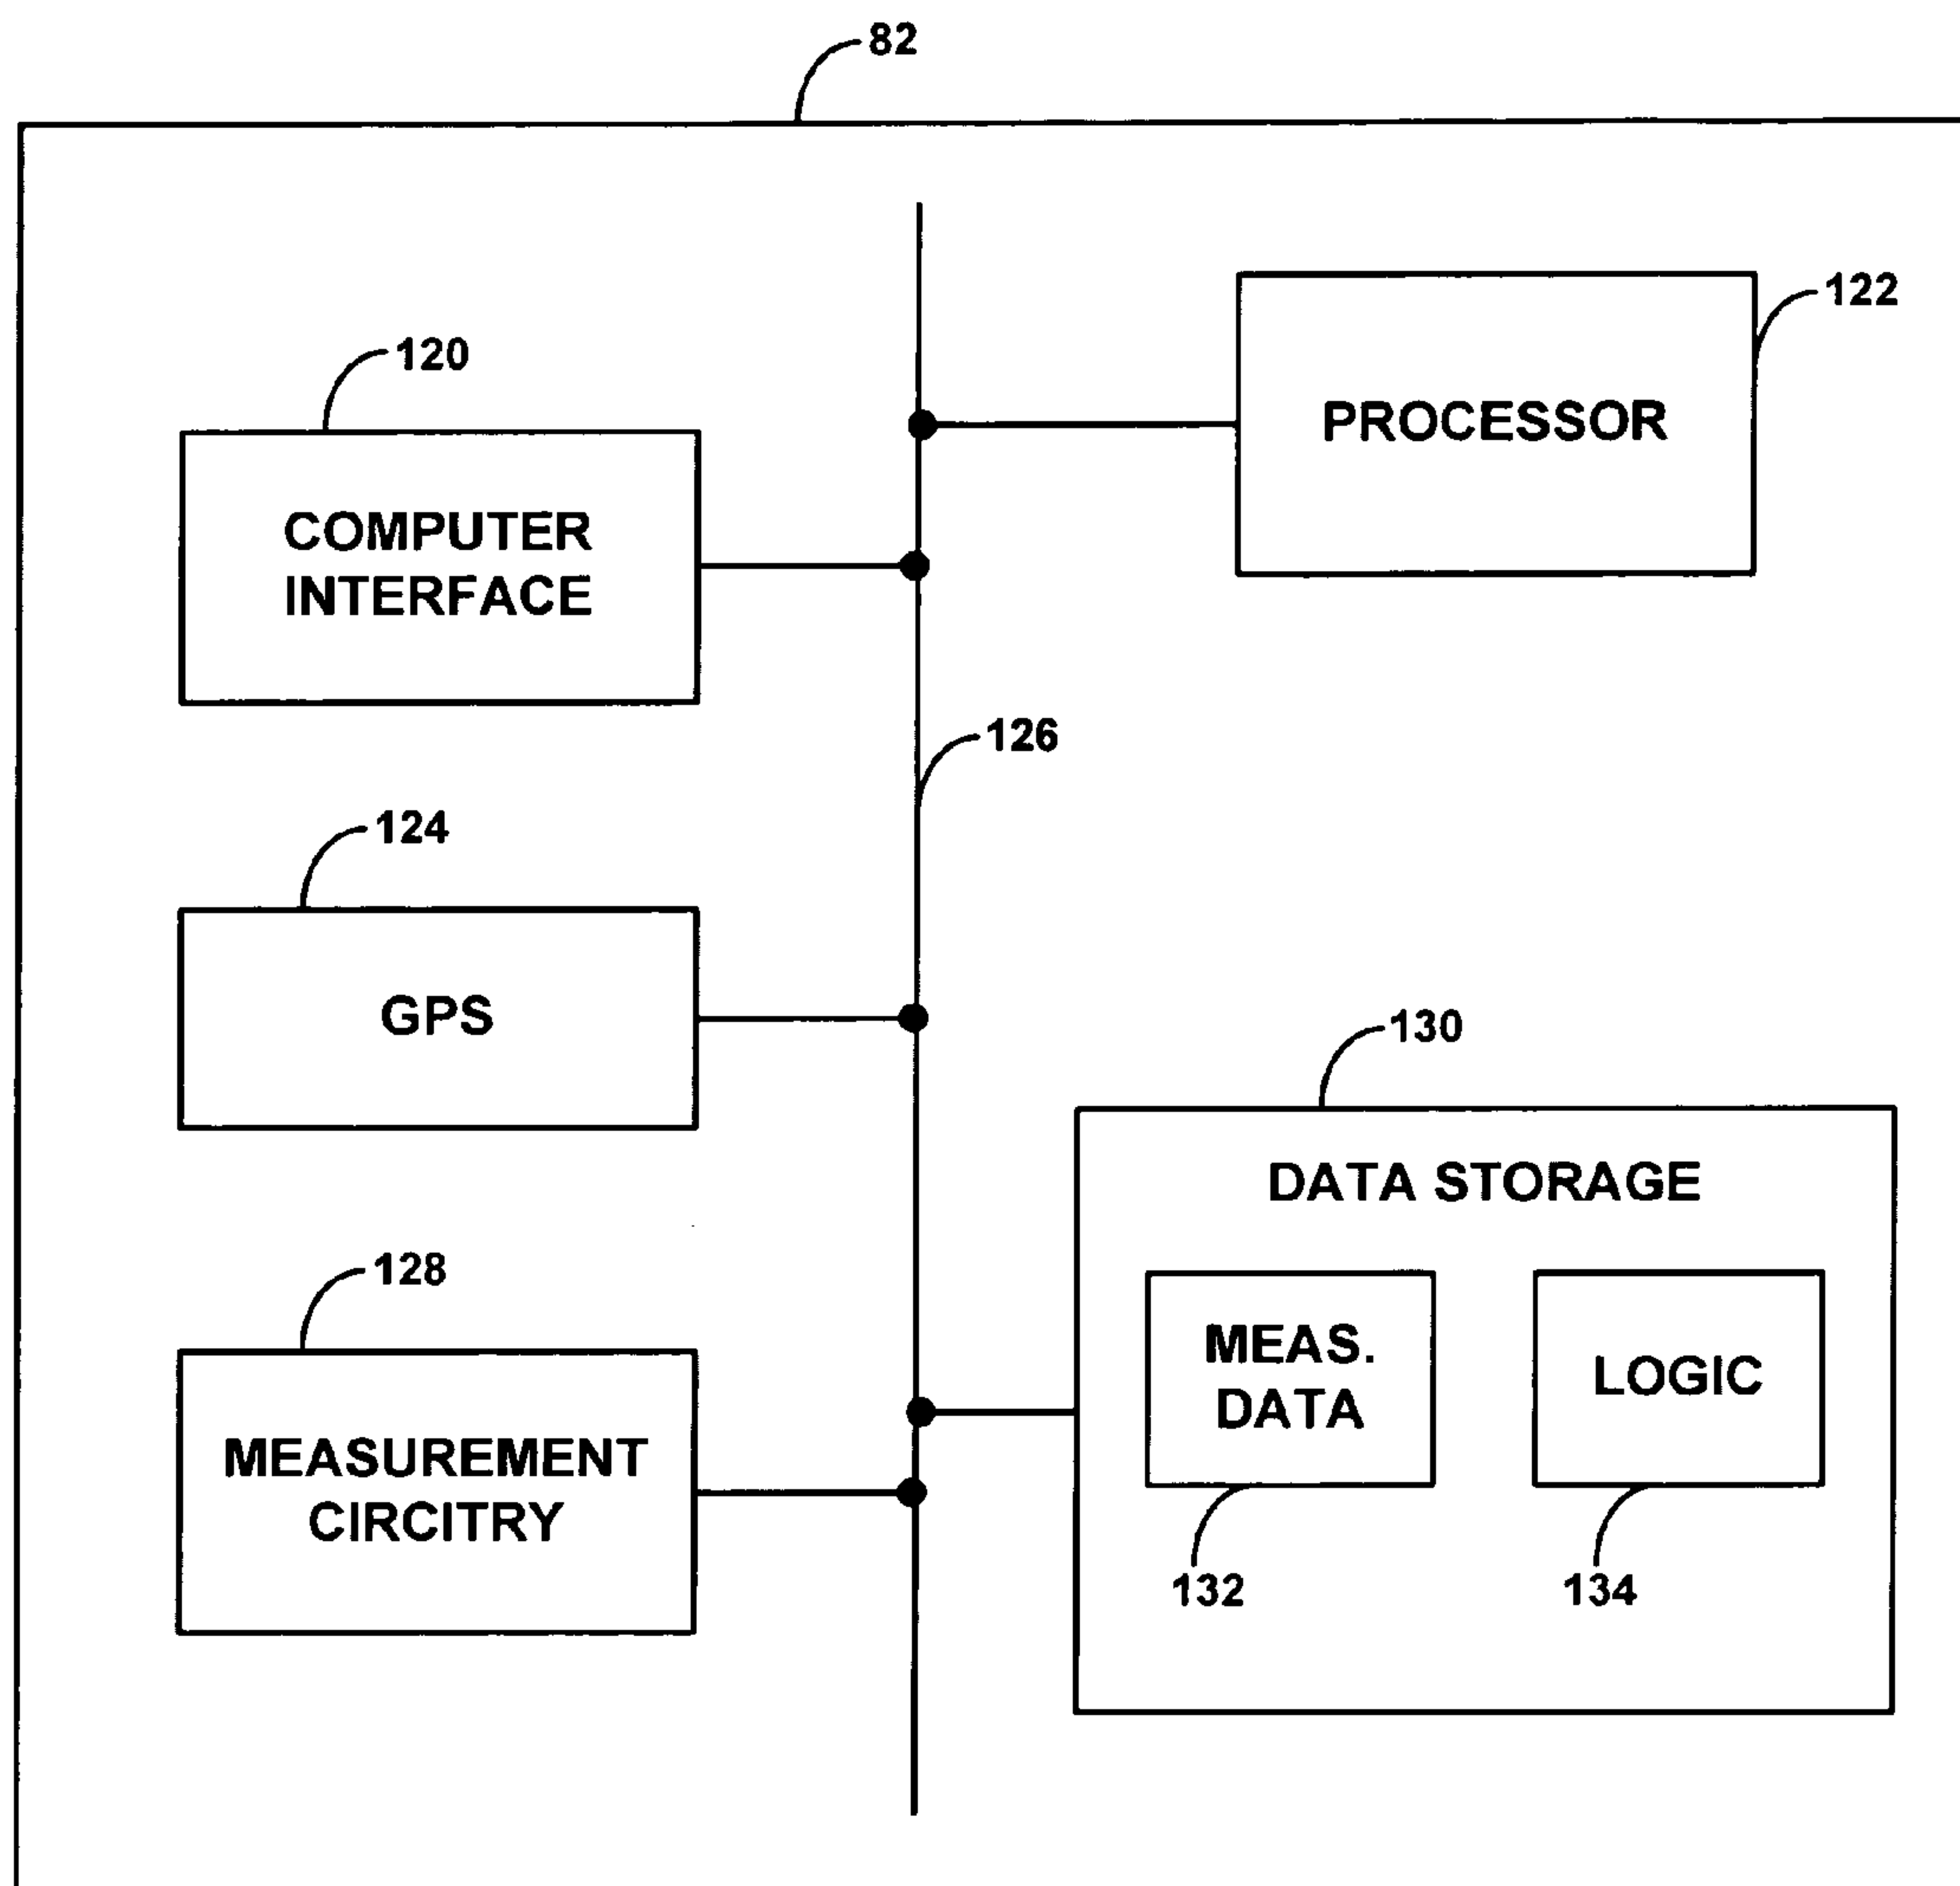 82
122
PROCESSOR
120
COMPUTER
INTERFACE
126
124
GPS
130
DATA STORAGE
128
MEASUREMENT
CIRCITRY
MEAS.
DATA
LOGIC
132
134